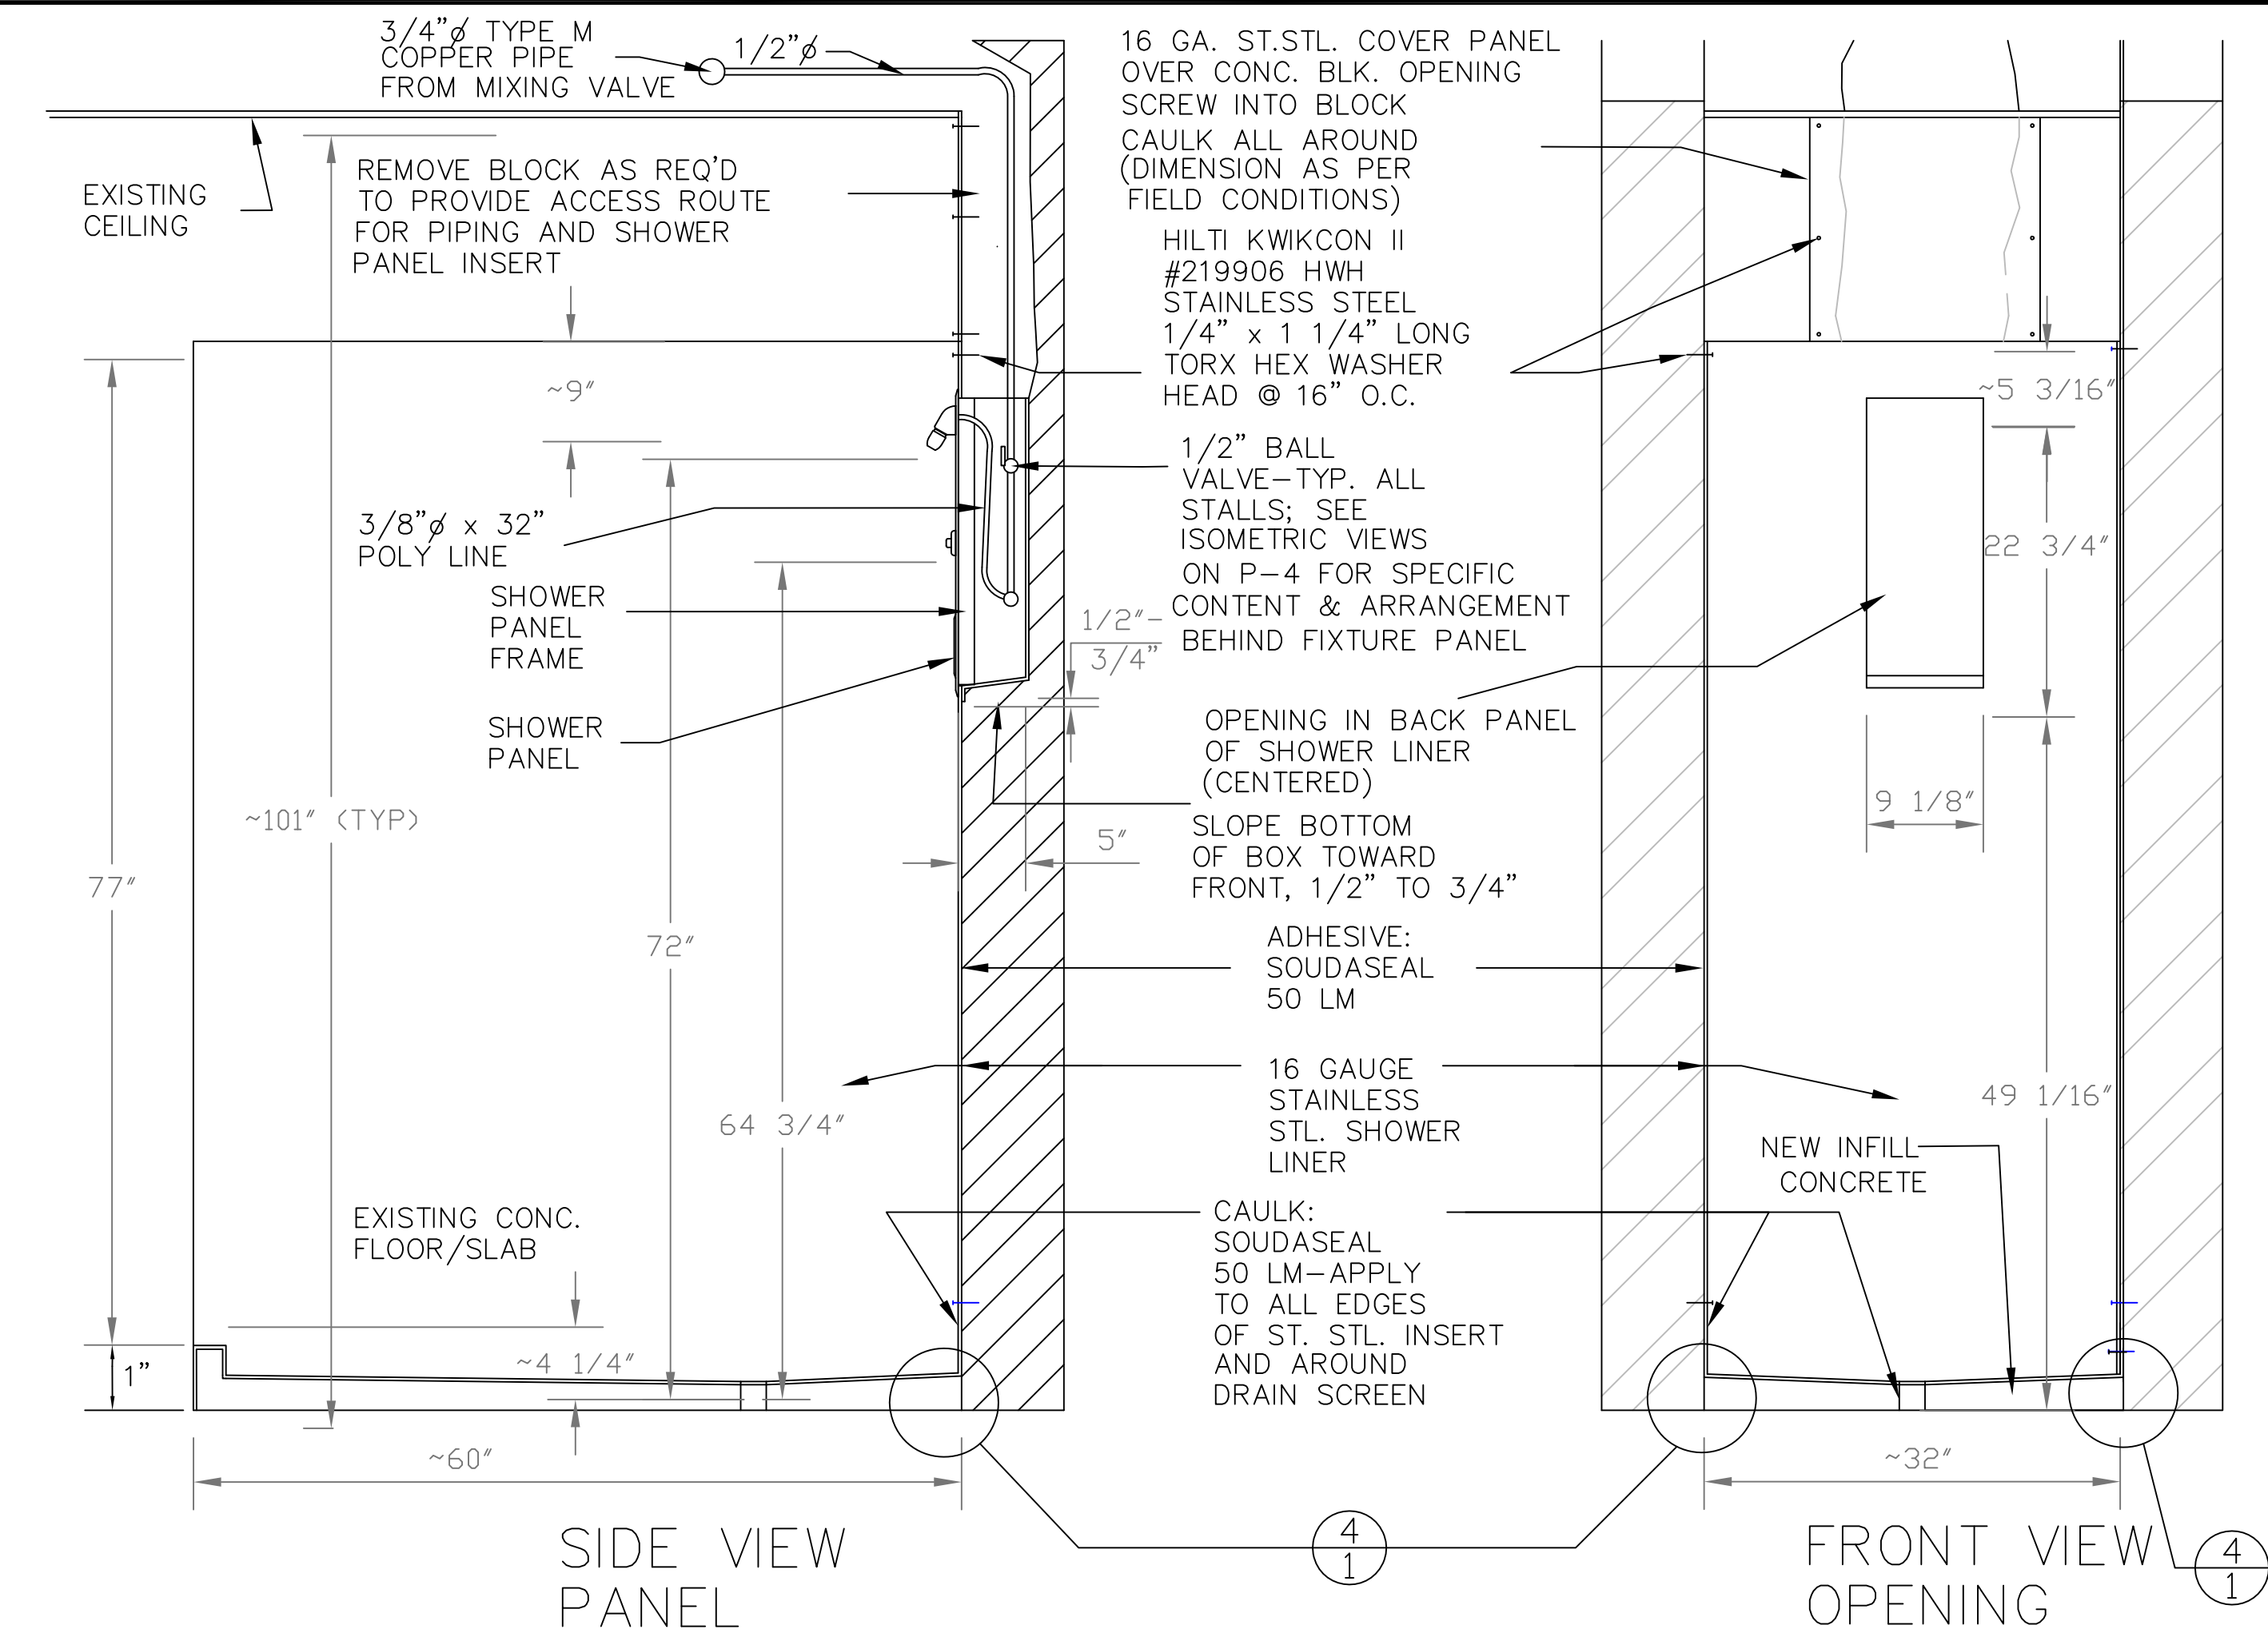 3/4"ø TYPE M
COPPER PIPE
FROM MIXING VALVE
1/2"ø
EXISTING
CEILING
REMOVE BLOCK AS REQ'D
TO PROVIDE ACCESS ROUTE
FOR PIPING AND SHOWER
PANEL INSERT
~9"
3/8"ø x 32"
POLY LINE
SHOWER
PANEL
FRAME
SHOWER
PANEL
~101" (TYP)
77"
72"
64 3/4"
EXISTING CONC.
FLOOR/SLAB
~4 1/4"
1"
~60"
SIDE VIEW
PANEL
16 GA. ST.STL. COVER PANEL
OVER CONC. BLK. OPENING
SCREW INTO BLOCK
CAULK ALL AROUND
(DIMENSION AS PER
FIELD CONDITIONS)
HILTI KWIKCON II
#219906 HWH
STAINLESS STEEL
1/4" x 1 1/4" LONG
TORX HEX WASHER
HEAD @ 16" O.C.
1/2" BALL
VALVE-TYP. ALL
STALLS; SEE
ISOMETRIC VIEWS
ON P-4 FOR SPECIFIC
CONTENT & ARRANGEMENT
BEHIND FIXTURE PANEL
1/2"-
3/4"
OPENING IN BACK PANEL
OF SHOWER LINER
(CENTERED)
5"
SLOPE BOTTOM
OF BOX TOWARD
FRONT, 1/2" TO 3/4"
ADHESIVE:
SOUDASEAL
50 LM
16 GAUGE
STAINLESS
STL. SHOWER
LINER
CAULK:
SOUDASEAL
50 LM-APPLY
TO ALL EDGES
OF ST. STL. INSERT
AND AROUND
DRAIN SCREEN
4
1
~5 3/16"
22 3/4"
9 1/8"
49 1/16"
NEW INFILL
CONCRETE
~32"
FRONT VIEW
OPENING
4
1